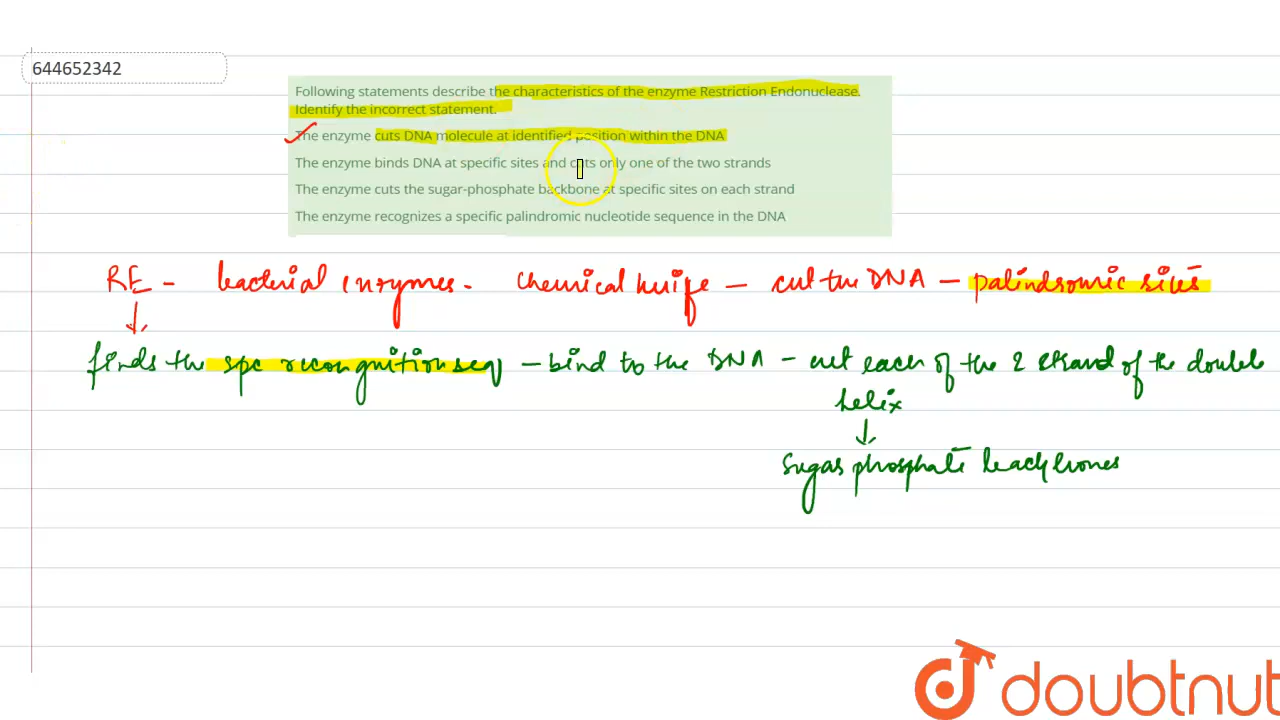 644652342
Following statements describe the characteristics of the enzyme Restriction Endonuclease.
Identify the incorrect statement.
The enzyme cuts DNA molecule at identified position within the DNA
The enzyme binds DNA at specific sites and cuts only one of the two strands
The enzyme cuts the sugar-phosphate backbone at specific sites on each strand
The enzyme recognizes a specific palindromic nucleotide sequence in the DNA
RE - bacterial enzymes - chemical knife - cut the DNA - palindromic sites
finds the spc recognition seq - bind to the DNA - cut each of the 2 strand of the double
helix
sugar phosphate backbones
doubtnut